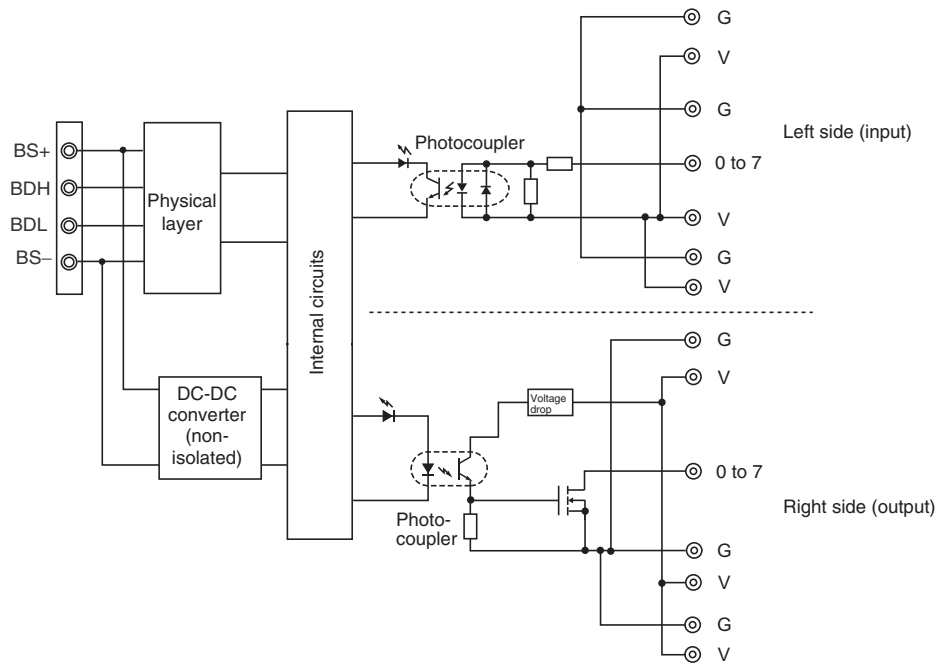 G
V
G
Left side (input)
Photocoupler
0 to 7
V
G
V
BS+
BDH
BDL
BS–
Physical
layer
Internal circuits
DC-DC
converter
(non-
isolated)
G
V
Voltage
drop
0 to 7
Right side (output)
Photo-
coupler
G
V
G
V